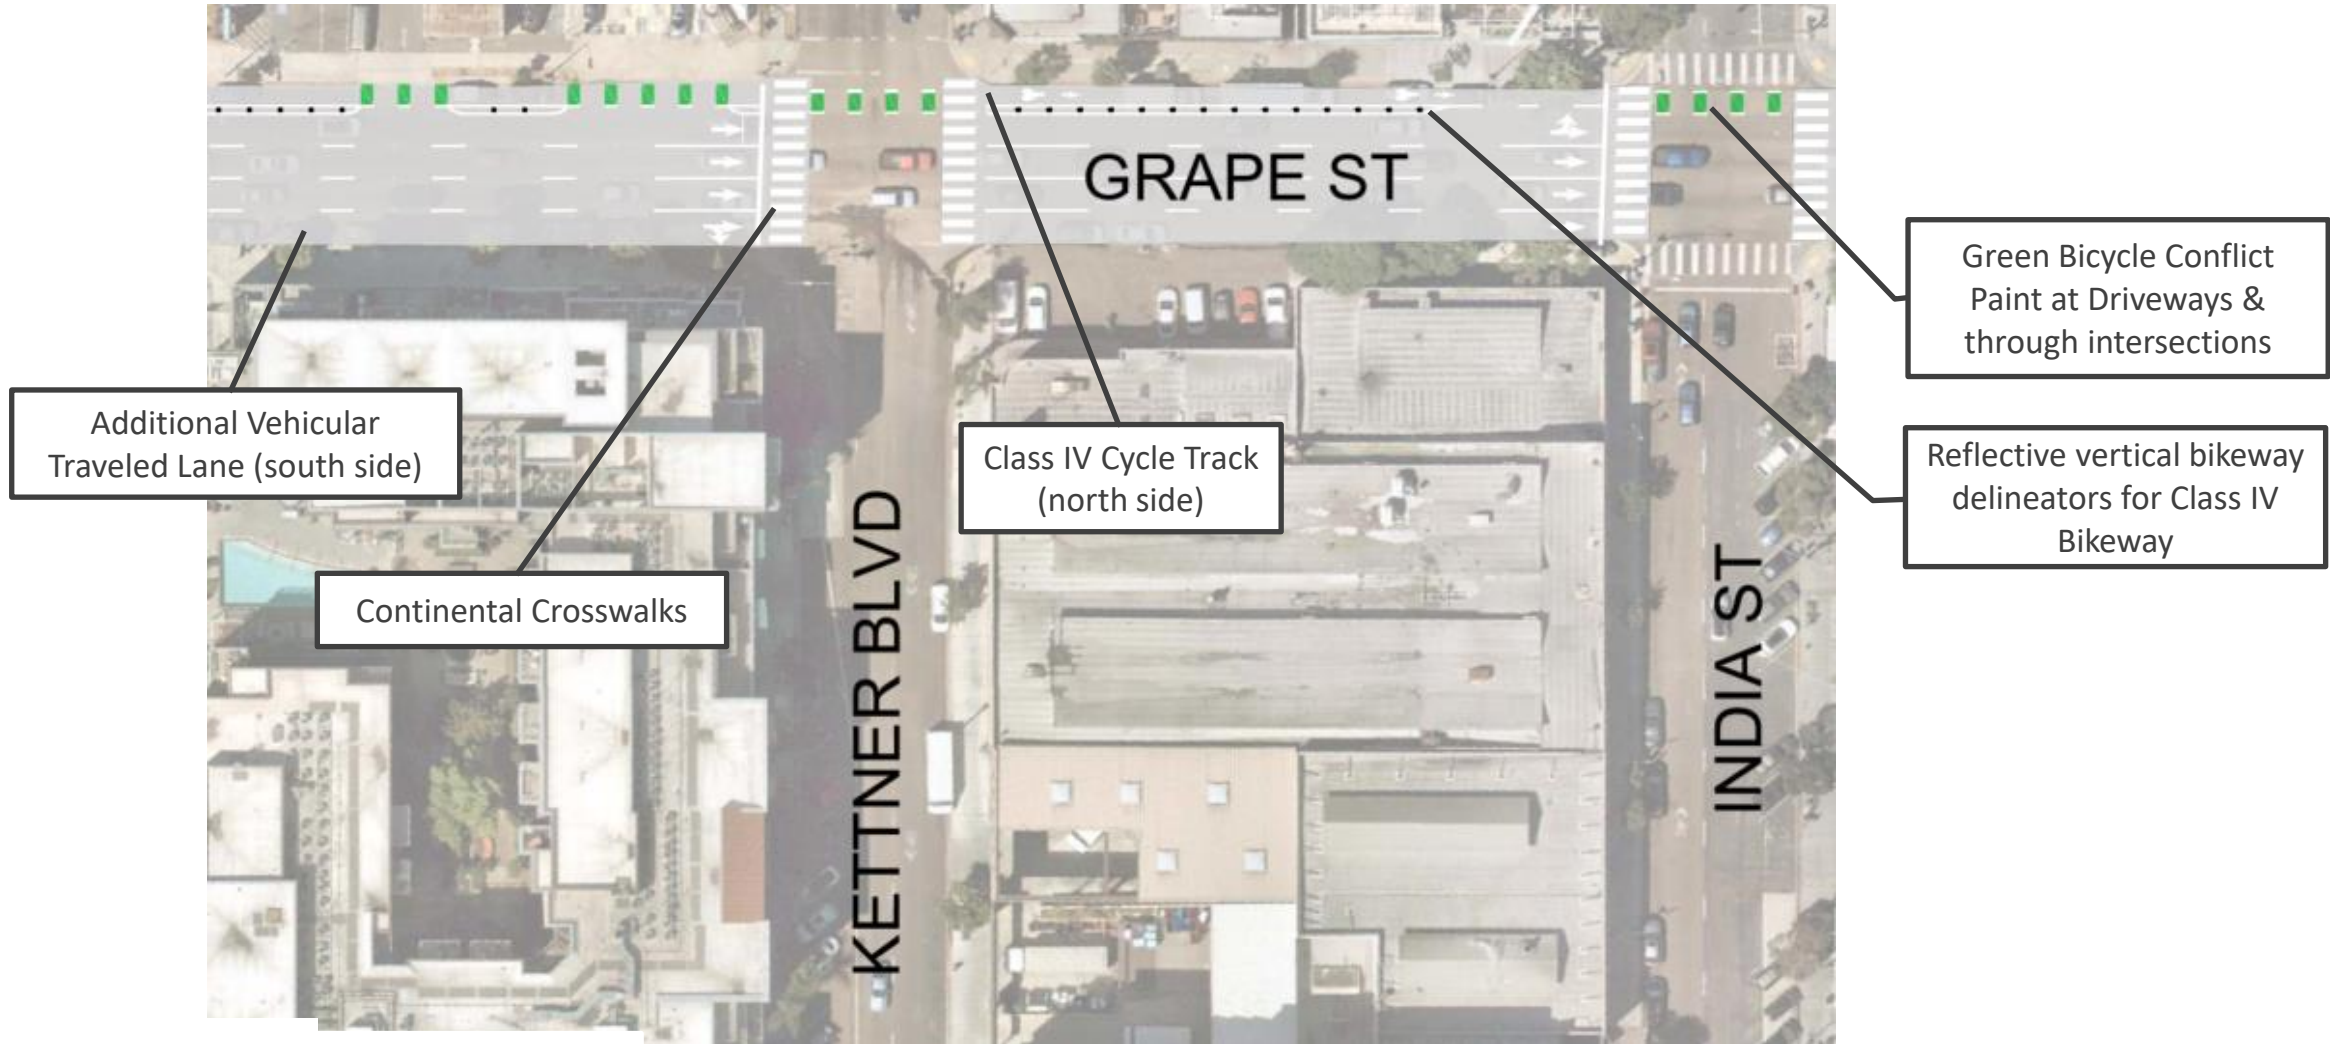 GRAPE ST
Green Bicycle Conflict
Paint at Driveways &
through intersections
Additional Vehicular
Traveled Lane (south side)
Class IV Cycle Track
(north side)
Reflective vertical bikeway
delineators for Class IV
Bikeway
Continental Crosswalks
KETTNER BLVD
INDIA ST